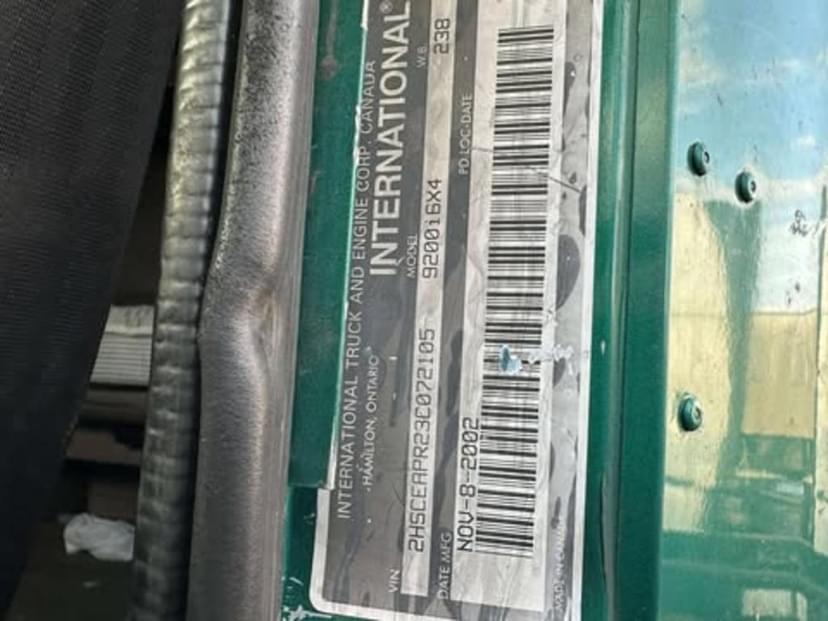 INTERNATIONAL TRUCK AND ENGINE CORP. CANADA
HAMILTON, ONTARIO
INTERNATIONAL®
VIN
2HSCEAPR23C072105
MODEL
9200i6X4
W.B.
238
DATE MFG
NOV-8-2002
PD LOC-DATE
MADE IN CANADA